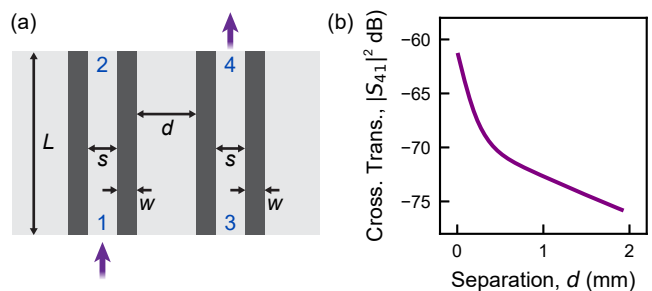 (a)
2
4
L
d
s
s
w
w
1
3
(b)
Cross. Trans., |S₄₁|² dB)
−60
−65
−70
−75
0
1
2
Separation, d (mm)